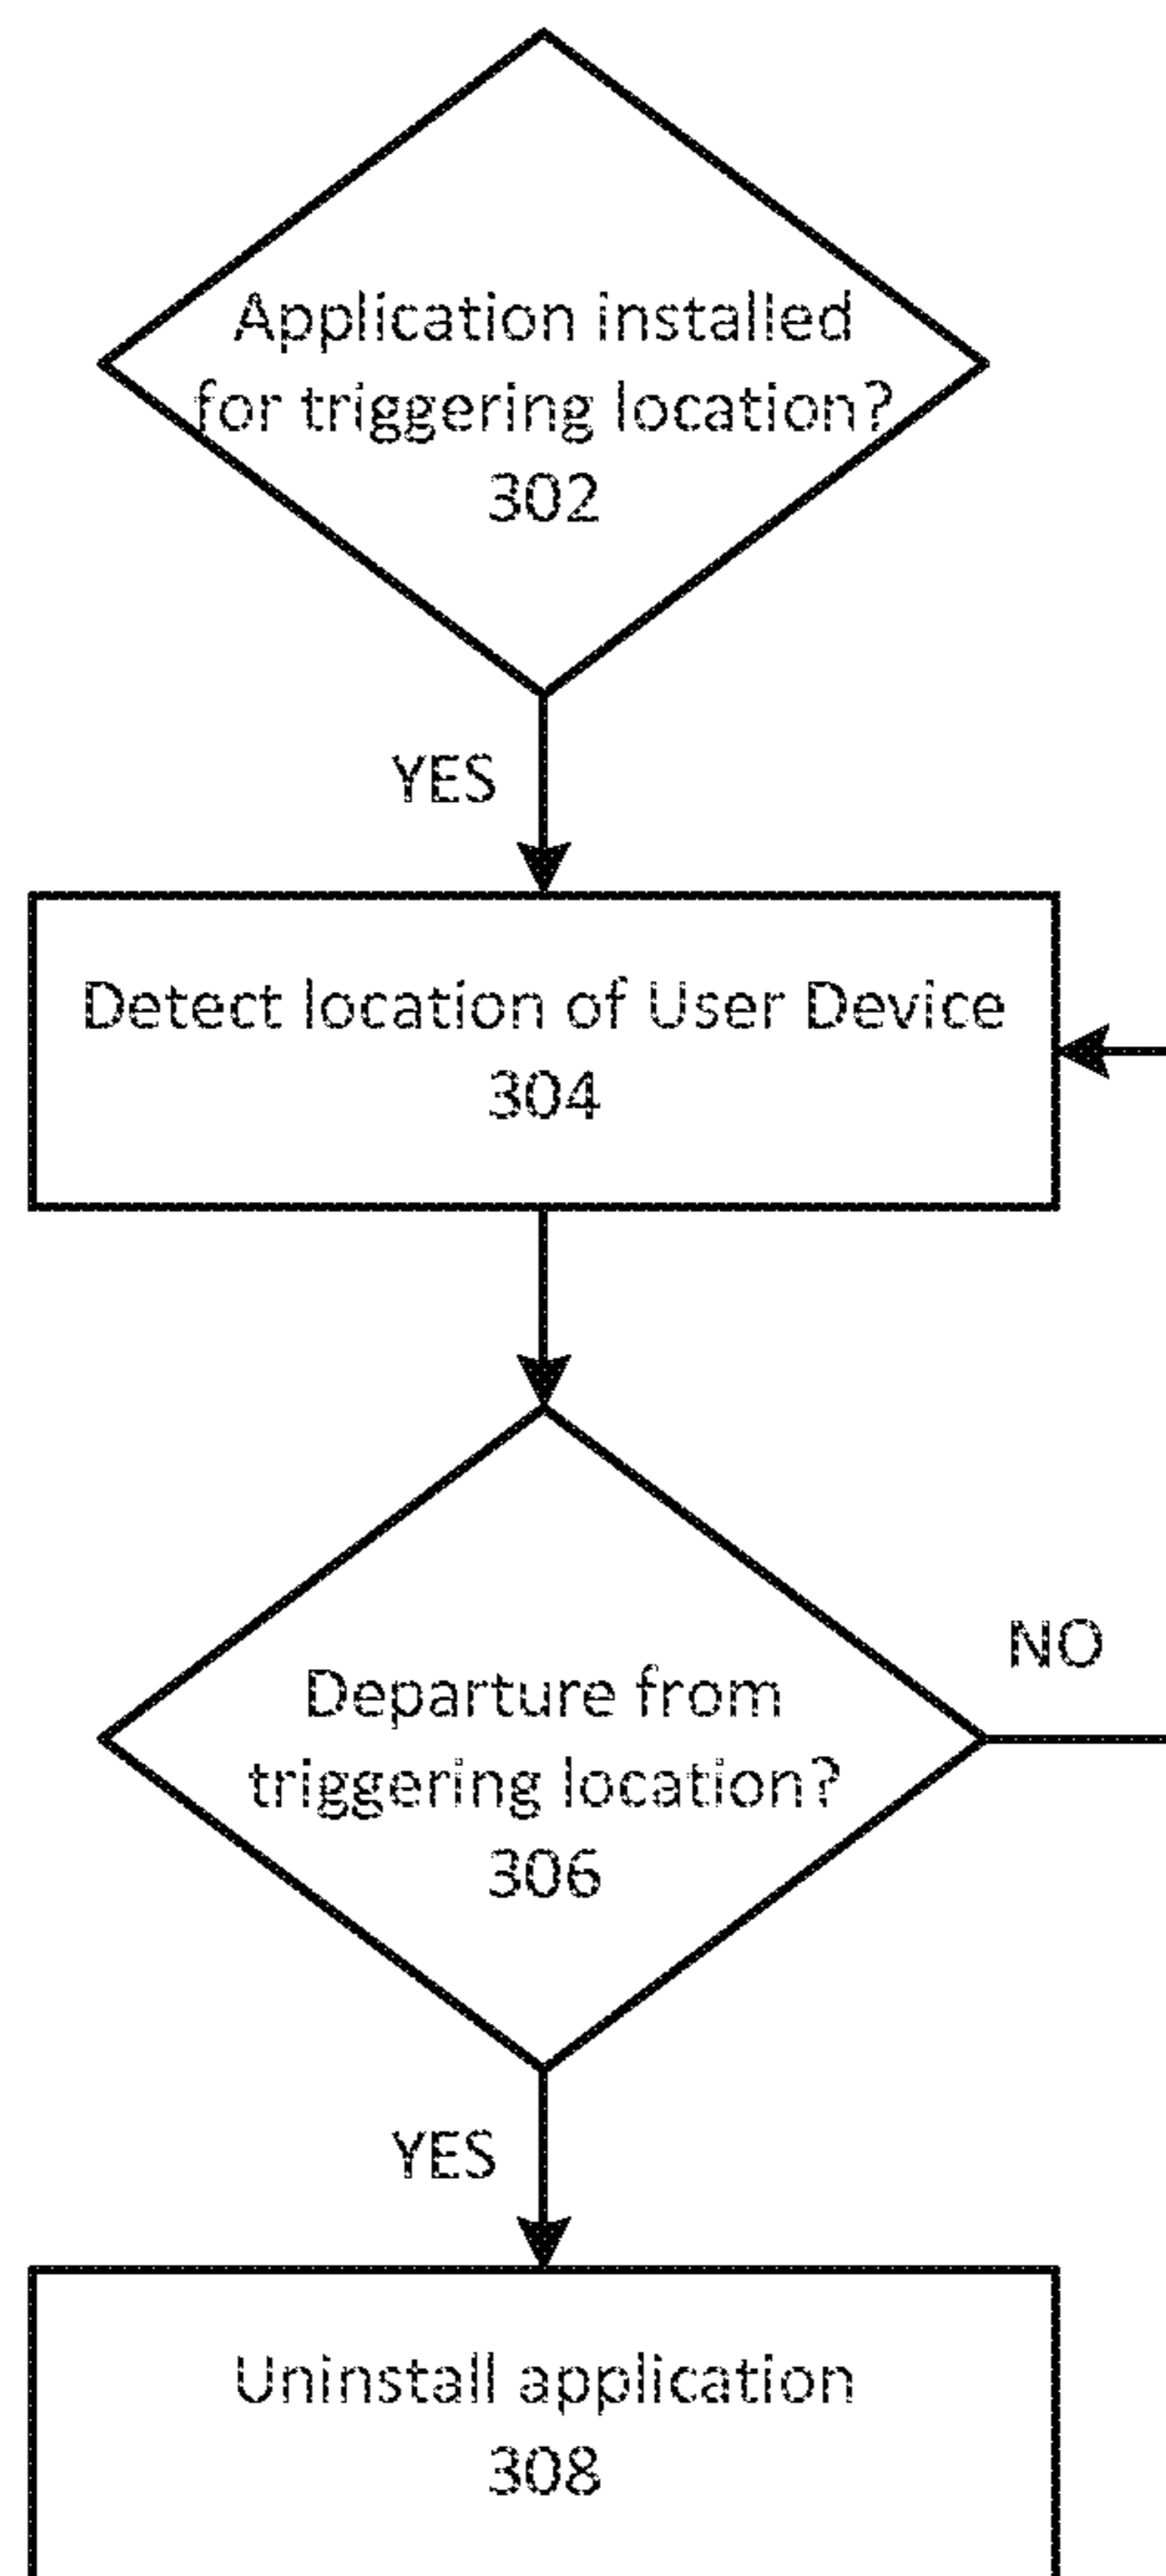 Application installed
for triggering location?
302
YES
Detect location of User Device
304
Departure from
triggering location?
306
NO
YES
Uninstall application
308